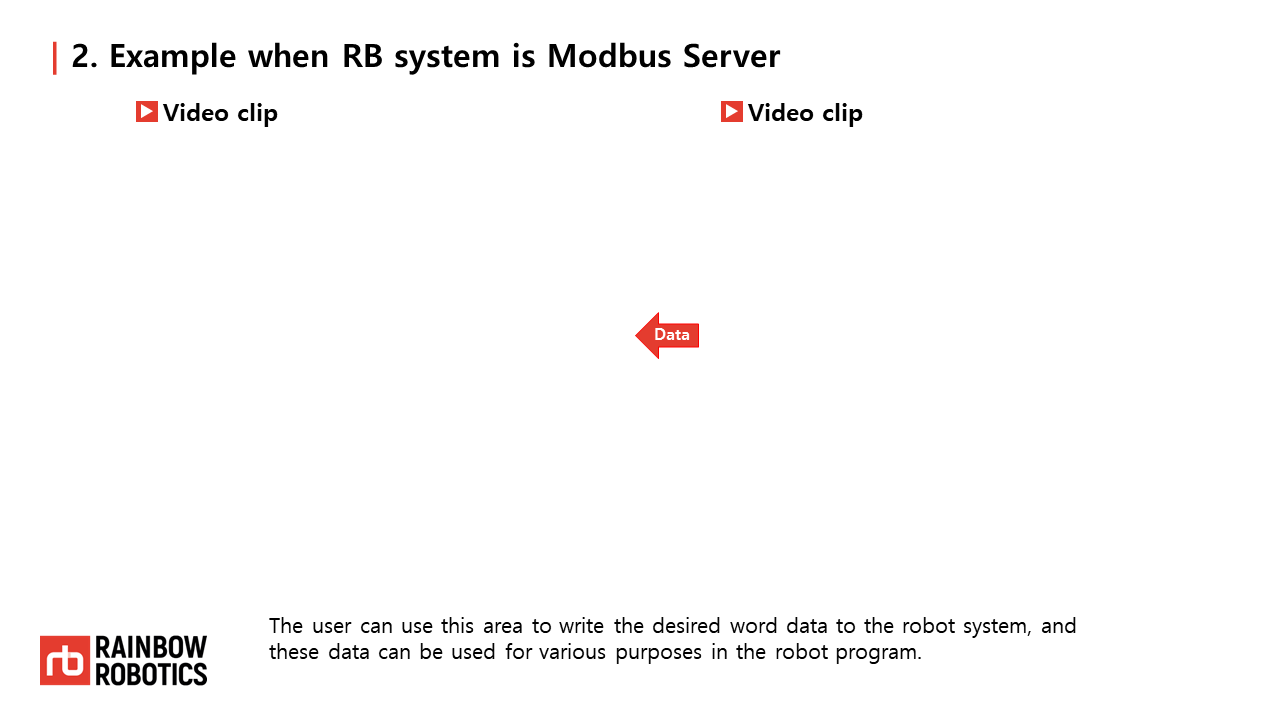 2. Example when RB system is Modbus Server
Video clip
Video clip
Data
The user can use this area to write the desired word data to the robot system, and
these data can be used for various purposes in the robot program.
rb
RAINBOW
ROBOTICS